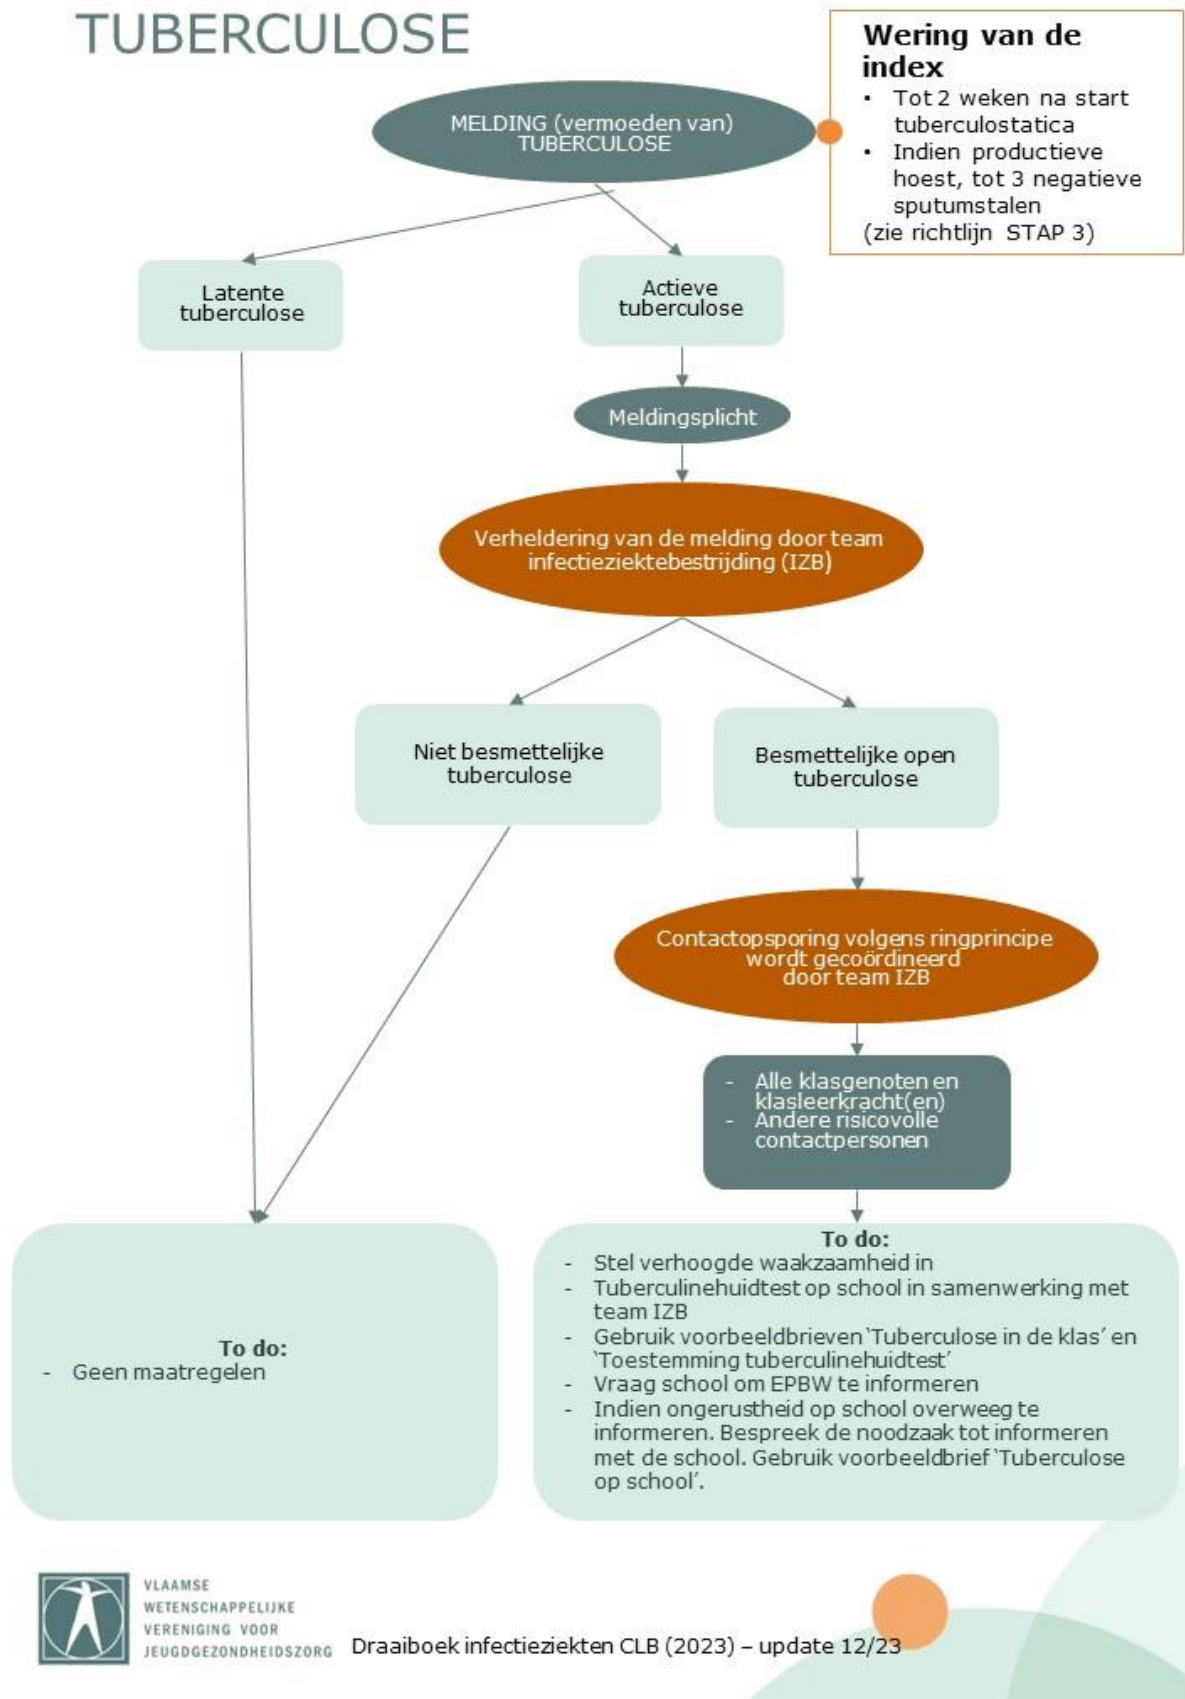 TUBERCULOSE
Wering van de
index
• Tot 2 weken na start
tuberculostatica
• Indien productieve
hoest, tot 3 negatieve
sputumstalen
(zie richtlijn STAP 3)
MELDING (vermoeden van)
TUBERCULOSE
Latente
tuberculose
Actieve
tuberculose
Meldingsplicht
Verheldering van de melding door team
infectieziektebestrijding (IZB)
Niet besmettelijke
tuberculose
Besmettelijke open
tuberculose
Contactopsporing volgens ringprincipe
wordt gecoördineerd
door team IZB
- Alle klasgenoten en
klasleerkracht(en)
- Andere risicovolle
contactpersonen
To do:
- Geen maatregelen
To do:
- Stel verhoogde waakzaamheid in
- Tuberculinehuidtest op school in samenwerking met
team IZB
- Gebruik voorbeeldbrieven ‘Tuberculose in de klas’ en
‘Toestemming tuberculinehuidtest’
- Vraag school om EPBW te informeren
- Indien ongerustheid op school overweeg te
informeren. Bespreek de noodzaak tot informeren
met de school. Gebruik voorbeeldbrief ‘Tuberculose
op school’.
VLAAMSE
WETENSCHAPPELIJKE
VERENIGING VOOR
JEUGDGEZONDHEIDSZORG
Draaiboek infectieziekten CLB (2023) – update 12/23